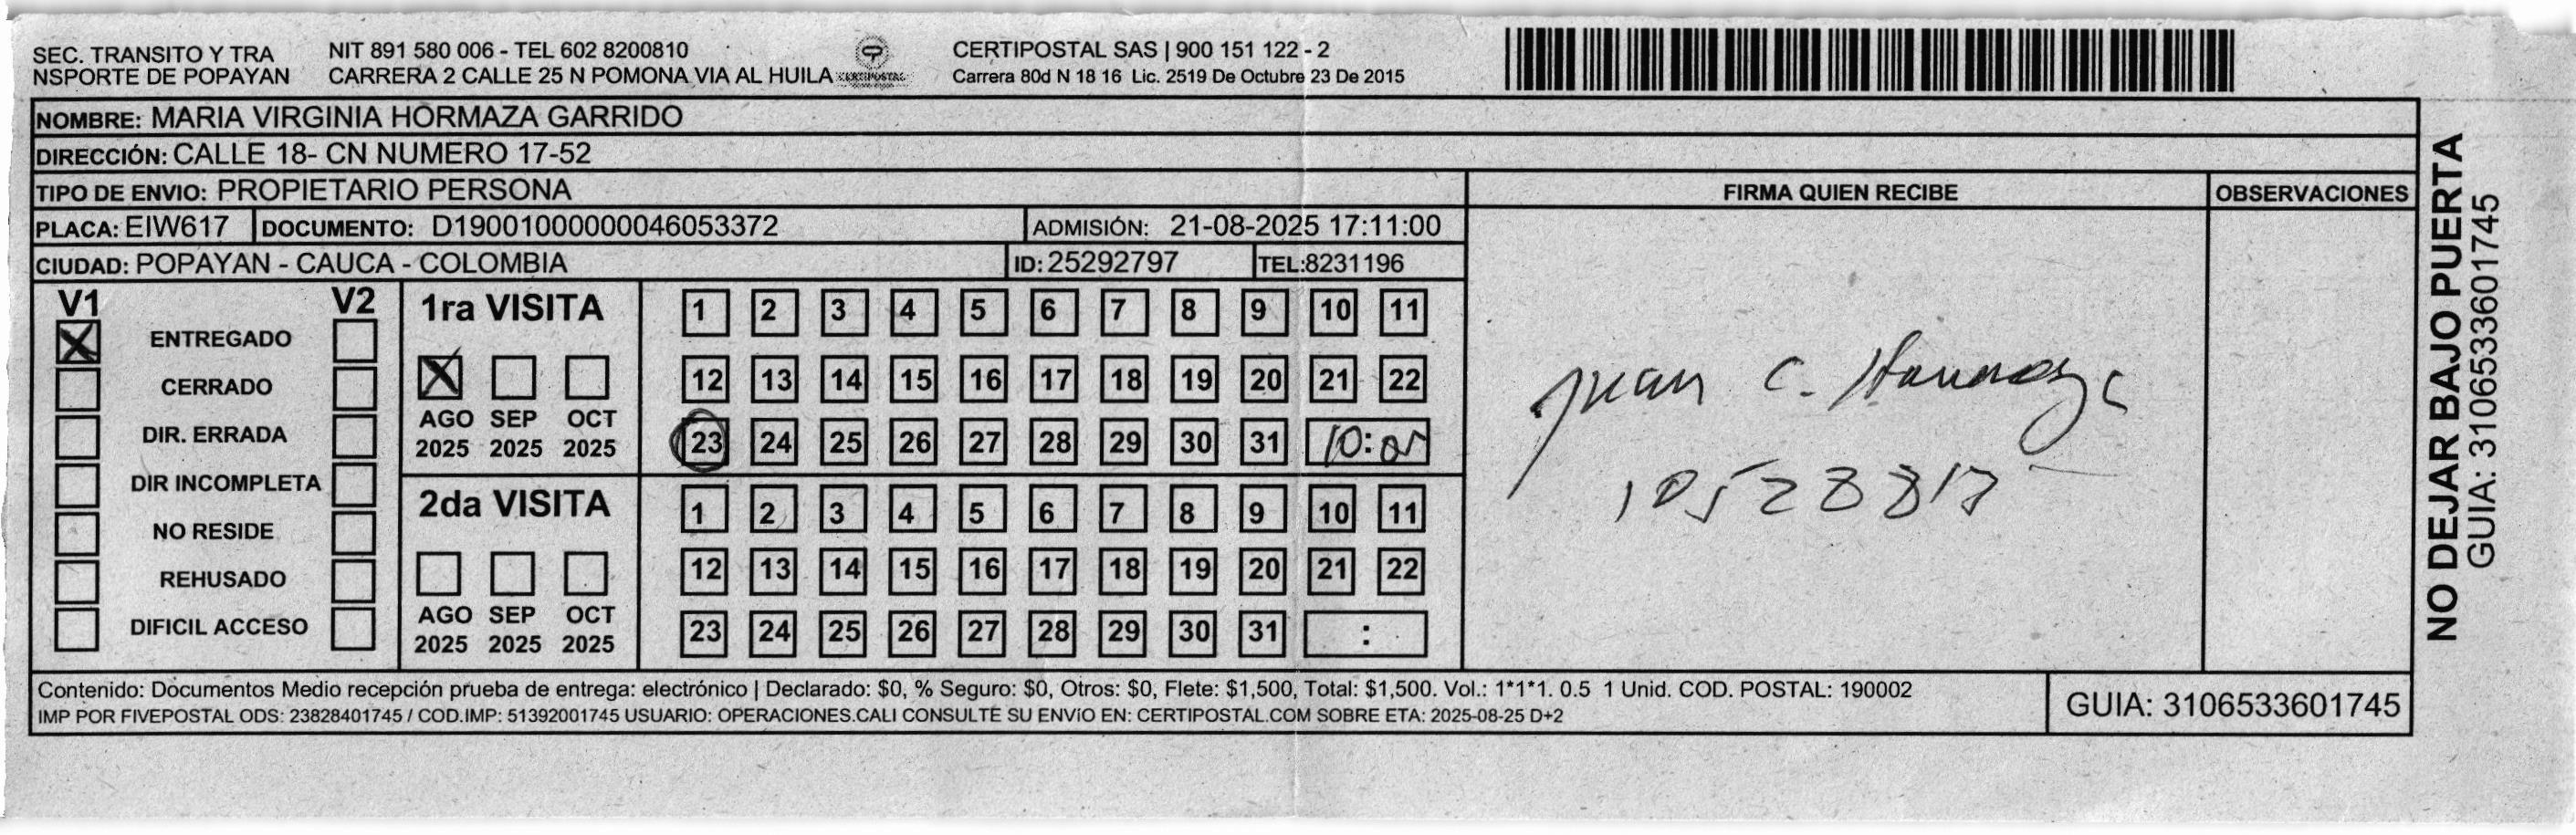 SEC. TRANSITO Y TRA
NSPORTE DE POPAYAN
NIT 891 580 006 - TEL 602 8200810
CARRERA 2 CALLE 25 N POMONA VIA AL HUILA
CERTIPOSTAL
CERTIPOSTAL SAS | 900 151 122 - 2
Carrera 80d N 18 16 Lic. 2519 De Octubre 23 De 2015
NOMBRE: MARIA VIRGINIA HORMAZA GARRIDO
DIRECCIÓN: CALLE 18- CN NUMERO 17-52
TIPO DE ENVIO: PROPIETARIO PERSONA
FIRMA QUIEN RECIBE
OBSERVACIONES
PLACA: EIW617 DOCUMENTO: D19001000000046053372 ADMISIÓN: 21-08-2025 17:11:00
CIUDAD: POPAYAN - CAUCA - COLOMBIA ID: 25292797 TEL:8231196
V1 V2
X ENTREGADO
CERRADO
DIR. ERRADA
DIR INCOMPLETA
NO RESIDE
REHUSADO
DIFICIL ACCESO
1ra VISITA
X
AGO SEP OCT
2025 2025 2025
1 2 3 4 5 6 7 8 9 10 11
12 13 14 15 16 17 18 19 20 21 22
23 24 25 26 27 28 29 30 31
2da VISITA
AGO SEP OCT
2025 2025 2025
1 2 3 4 5 6 7 8 9 10 11
12 13 14 15 16 17 18 19 20 21 22
23 24 25 26 27 28 29 30 31 :
Juan C. Hormaza
Contenido: Documentos Medio recepción prueba de entrega: electrónico | Declarado: $0, % Seguro: $0, Otros: $0, Flete: $1,500, Total: $1,500. Vol.: 1*1*1. 0.5 1 Unid. COD. POSTAL: 190002
IMP POR FIVEPOSTAL ODS: 23828401745 / COD.IMP: 51392001745 USUARIO: OPERACIONES.CALI CONSULTE SU ENVíO EN: CERTIPOSTAL.COM SOBRE ETA: 2025-08-25 D+2
GUIA: 3106533601745
NO DEJAR BAJO PUERTA
GUIA: 3106533601745